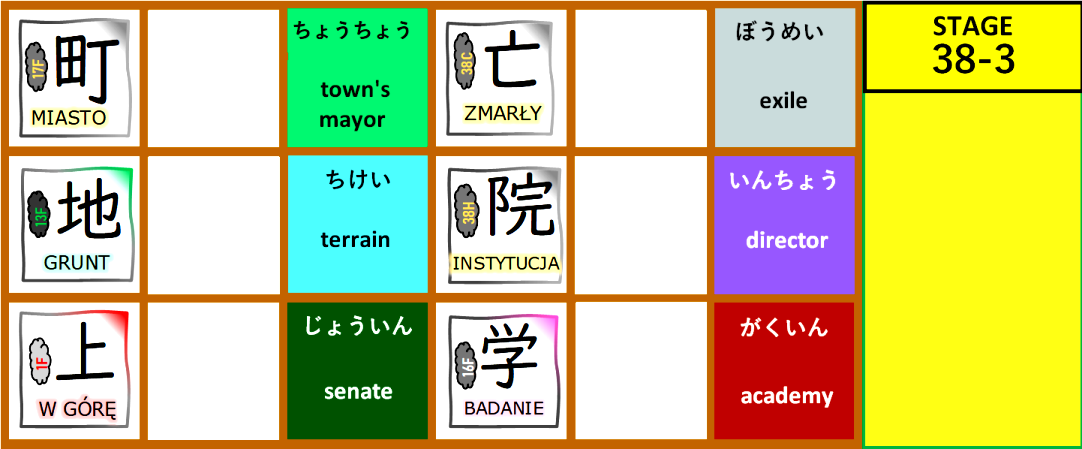 17F
町
MIASTO
ちょうちょう
town's
mayor
38C
亡
ZMARŁY
ぼうめい
exile
STAGE
38-3
13F
地
GRUNT
ちけい
terrain
38H
院
INSTYTUCJA
いんちょう
director
1F
上
W GÓRĘ
じょういん
senate
16F
学
BADANIE
がくいん
academy